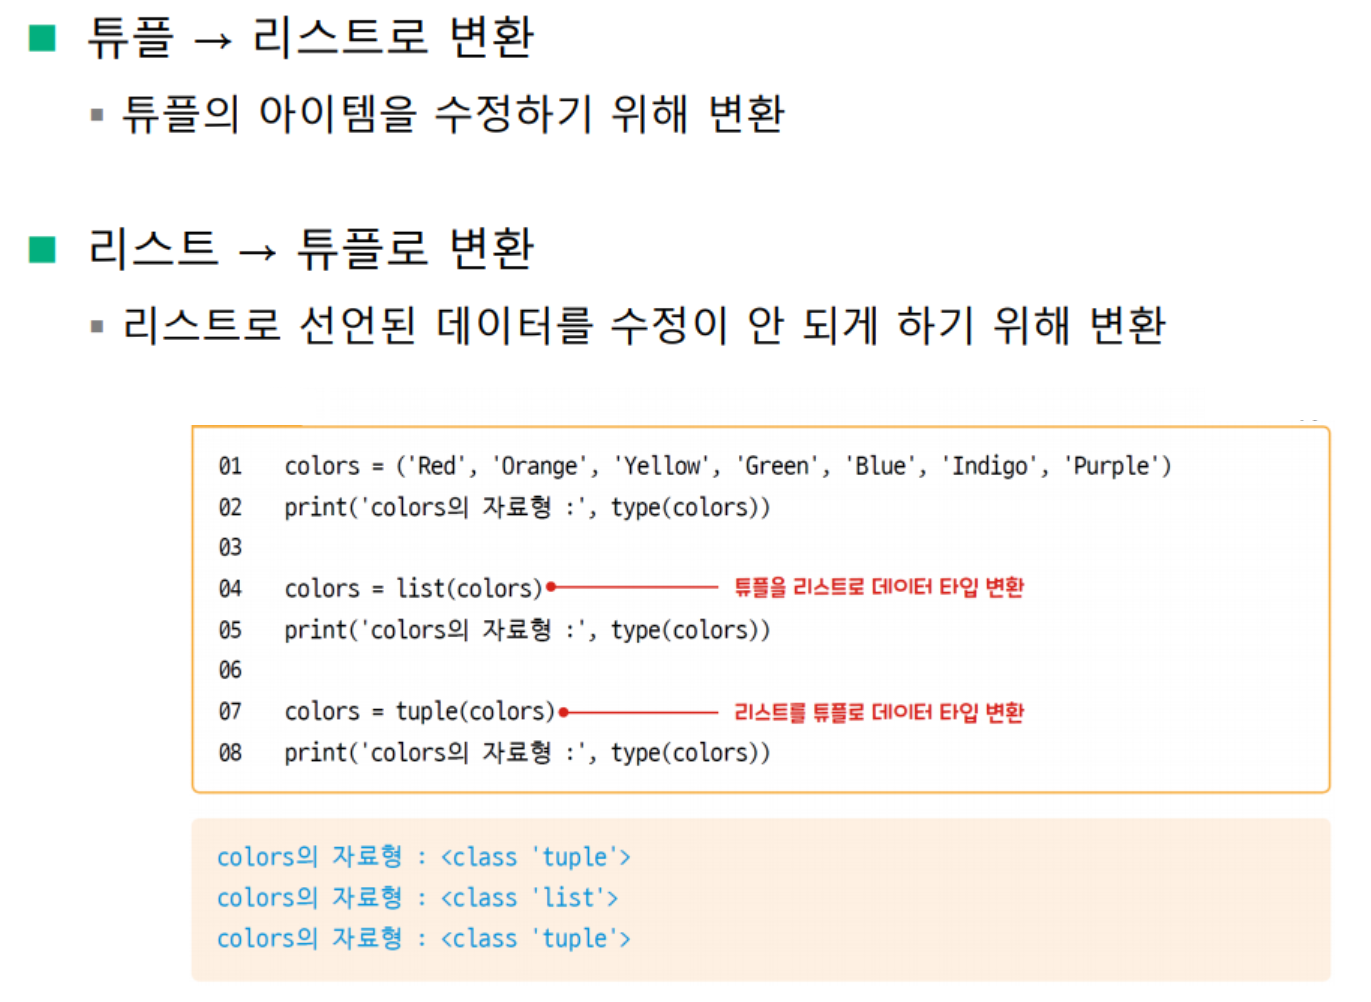 ■ 튜플 → 리스트로 변환
▪ 튜플의 아이템을 수정하기 위해 변환
■ 리스트 → 튜플로 변환
▪ 리스트로 선언된 데이터를 수정이 안 되게 하기 위해 변환
01 colors = ('Red', 'Orange', 'Yellow', 'Green', 'Blue', 'Indigo', 'Purple')
02 print('colors의 자료형 :', type(colors))
03
04 colors = list(colors) 튜플을 리스트로 데이터 타입 변환
05 print('colors의 자료형 :', type(colors))
06
07 colors = tuple(colors) 리스트를 튜플로 데이터 타입 변환
08 print('colors의 자료형 :', type(colors))
colors의 자료형 : <class 'tuple'>
colors의 자료형 : <class 'list'>
colors의 자료형 : <class 'tuple'>